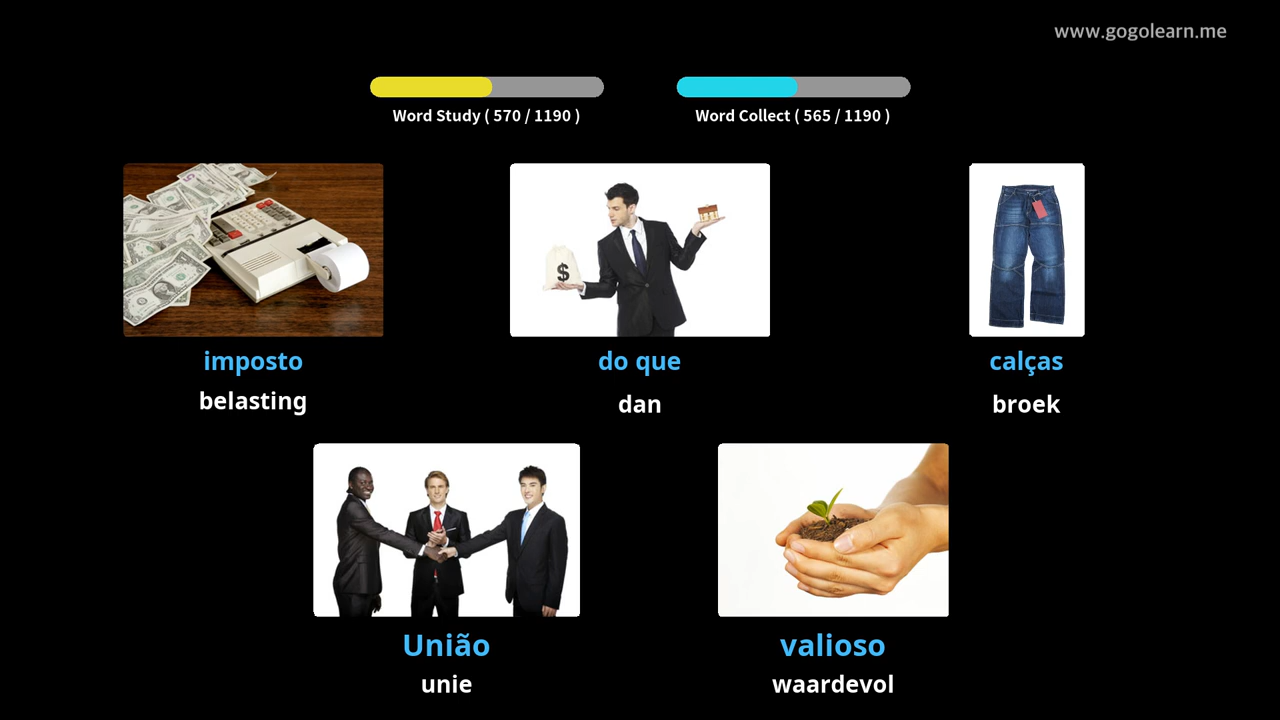 www.gogolearn.me
Word Study ( 570 / 1190 )
Word Collect ( 565 / 1190 )
$
imposto
belasting
do que
dan
calças
broek
União
unie
valioso
waardevol